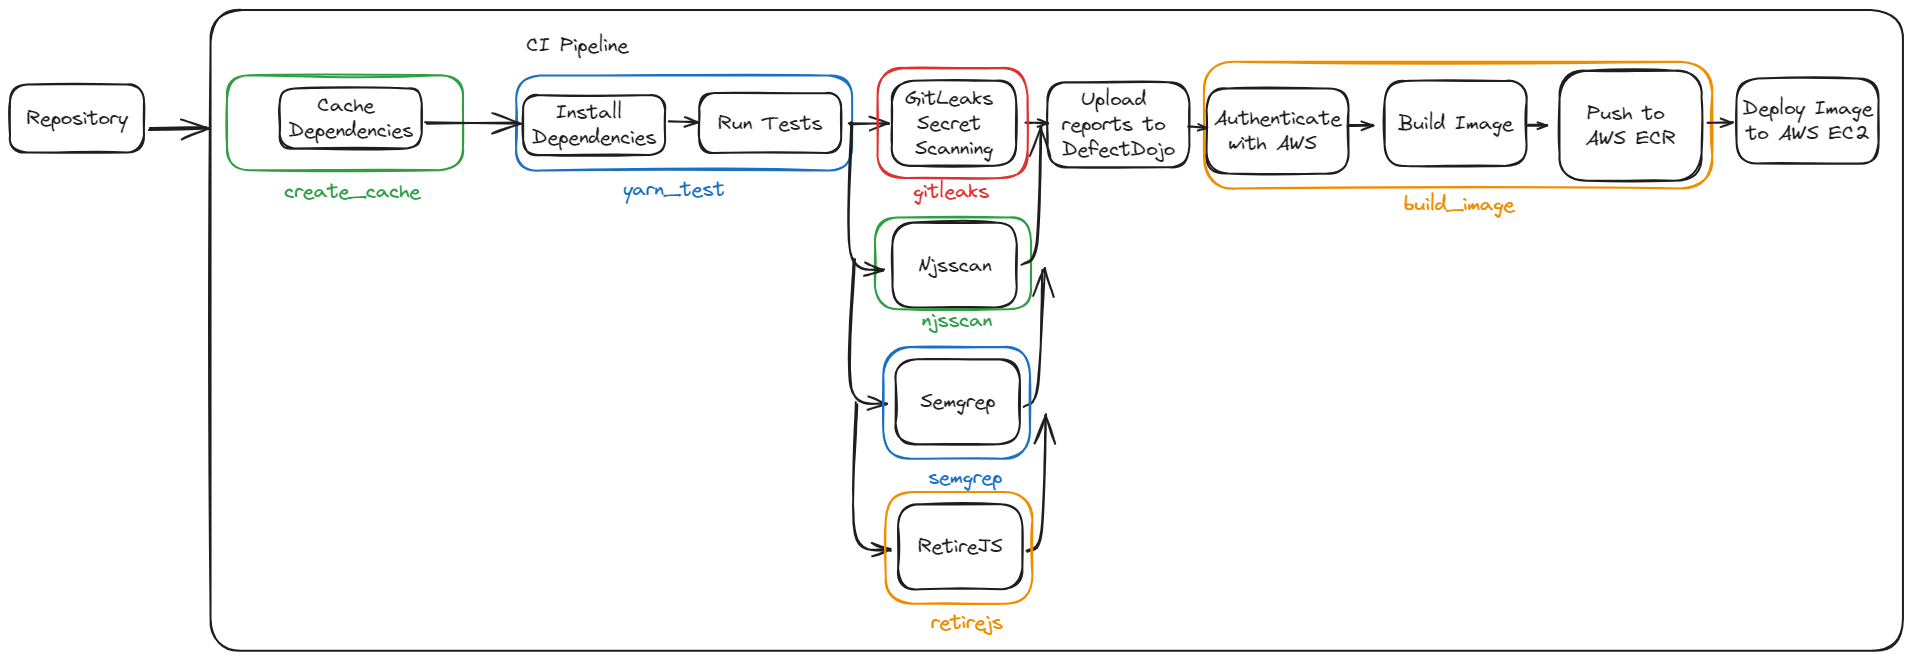 CI Pipeline
Repository
Cache
Dependencies
create_cache
Install
Dependencies
Run Tests
yarn_test
GitLeaks
Secret
Scanning
gitleaks
Njsscan
njsscan
Semgrep
semgrep
RetireJS
retirejs
Upload
reports to
DefectDojo
Authenticate
with AWS
Build Image
Push to
AWS ECR
build_image
Deploy Image
to AWS EC2